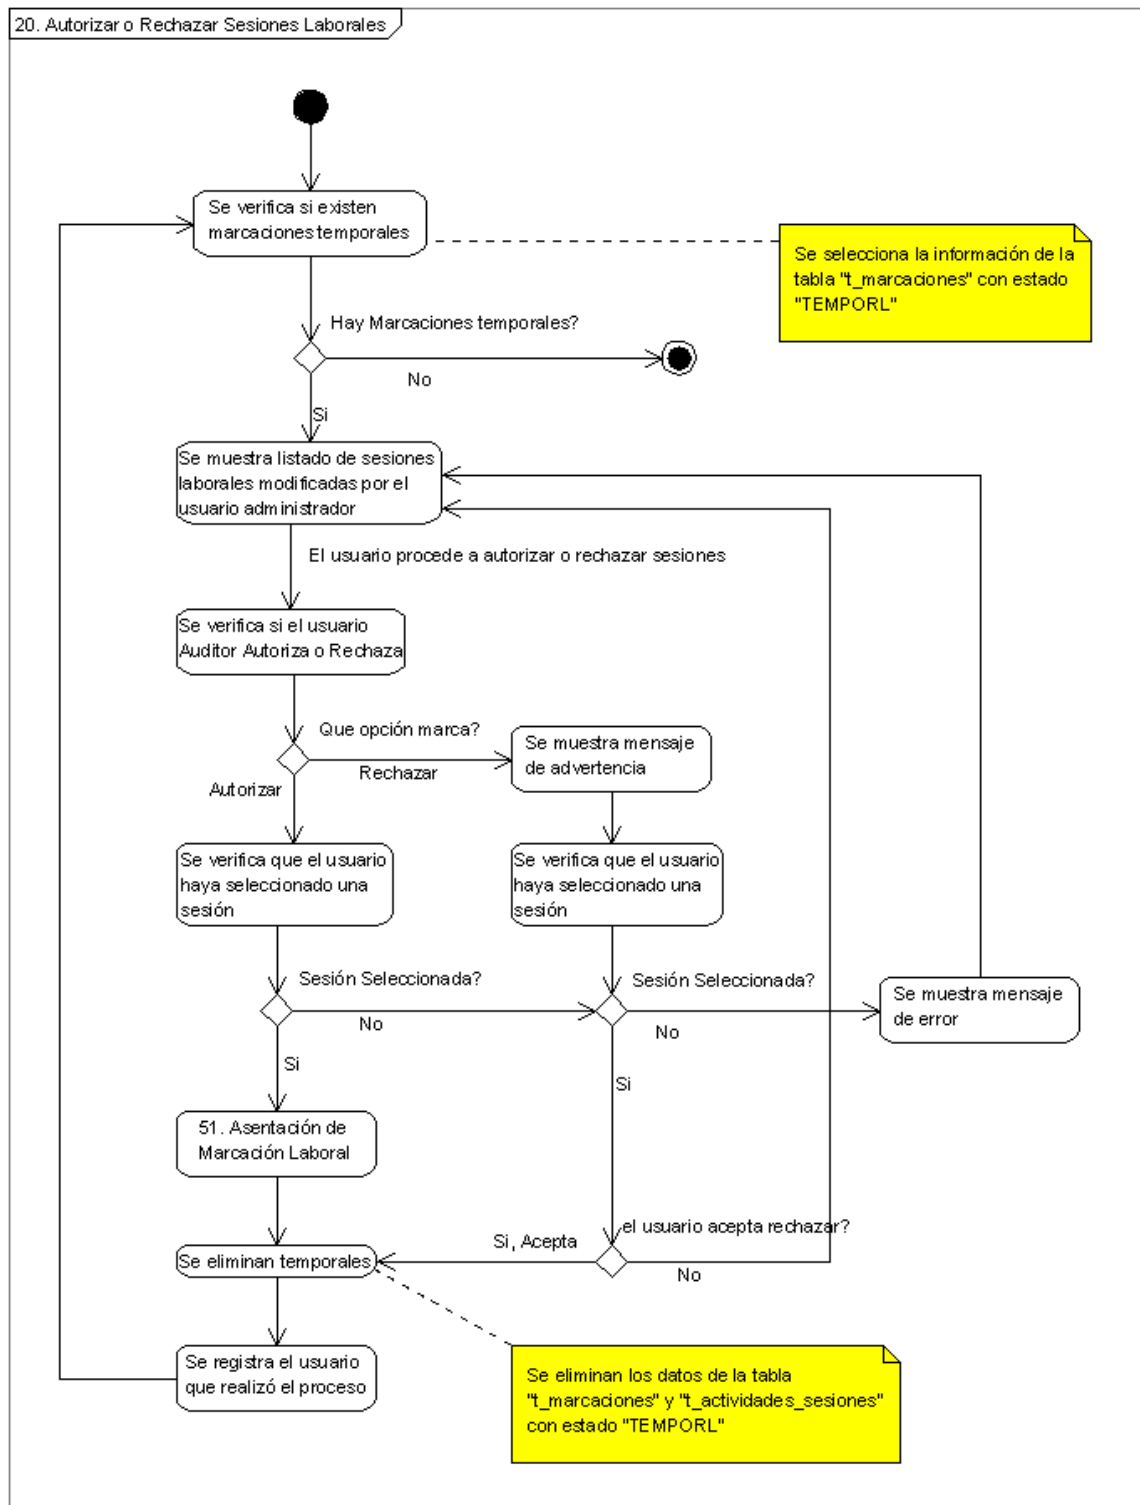 20. Autorizar o Rechazar Sesiones Laborales
Se verifica si existen
marcaciones temporales
Se selecciona la información de la
tabla "t_marcaciones" con estado
"TEMPORL"
Hay Marcaciones temporales?
No
Si
Se muestra listado de sesiones
laborales modificadas por el
usuario administrador
El usuario procede a autorizar o rechazar sesiones
Se verifica si el usuario
Auditor Autoriza o Rechaza
Que opción marca?
Rechazar
Autorizar
Se muestra mensaje
de advertencia
Se verifica que el usuario
haya seleccionado una
sesión
Se verifica que el usuario
haya seleccionado una
sesión
Sesión Seleccionada?
No
Si
Sesión Seleccionada?
No
Si
Se muestra mensaje
de error
51. Asentación de
Marcación Laboral
el usuario acepta rechazar?
Si, Acepta
No
Se eliminan temporales
Se registra el usuario
que realizó el proceso
Se eliminan los datos de la tabla
"t_marcaciones" y "t_actividades_sesiones"
con estado "TEMPORL"